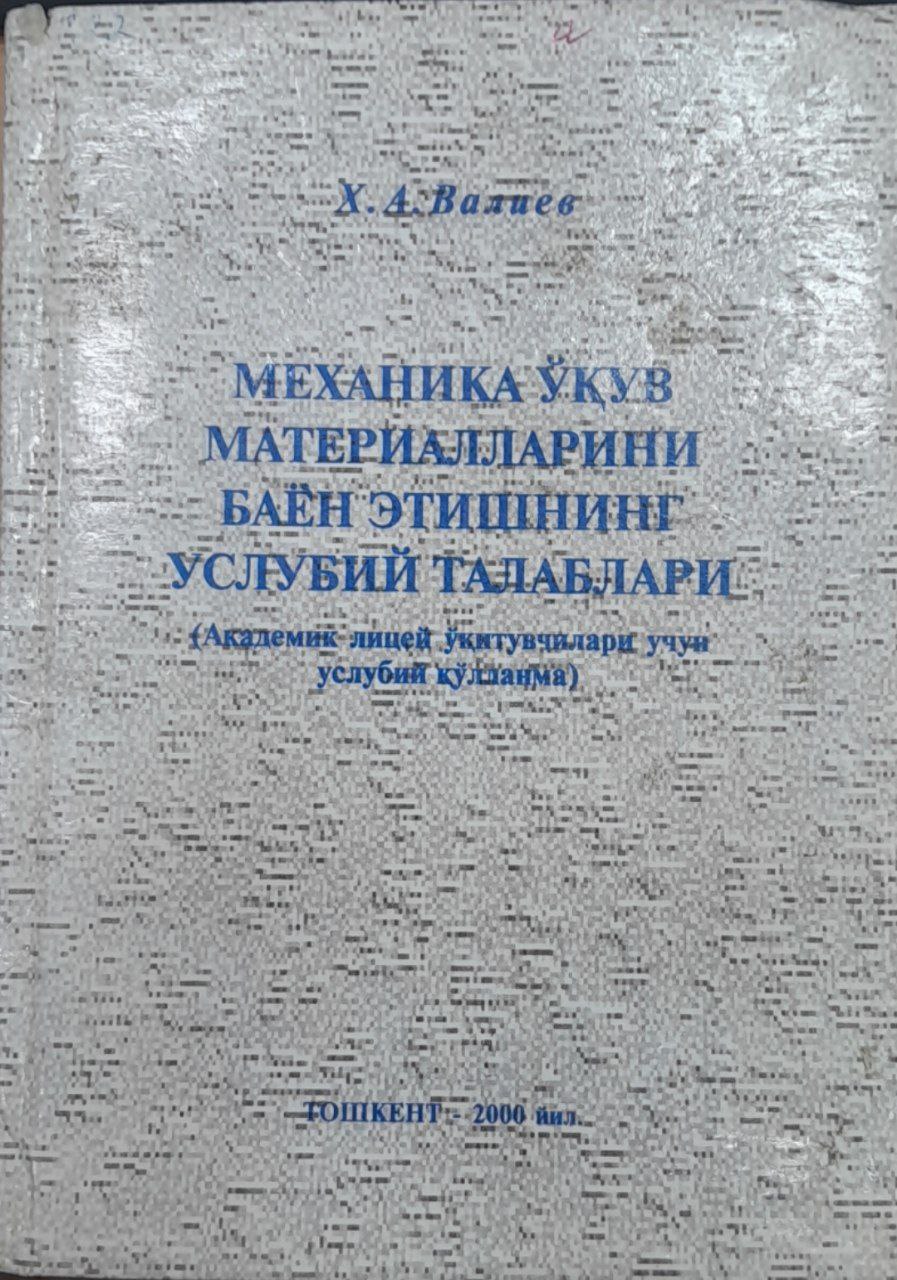 Х.А.Валиев
МЕХАНИКА ЎҚУВ
МАТЕРИАЛЛАРИНИ
БАЁН ЭТИШНИНГ
УСЛУБИЙ ТАЛАБЛАРИ
(Академик лицей ўқитувчилари учун
услубий қўлланма)
ТОШКЕНТ - 2000 йил.